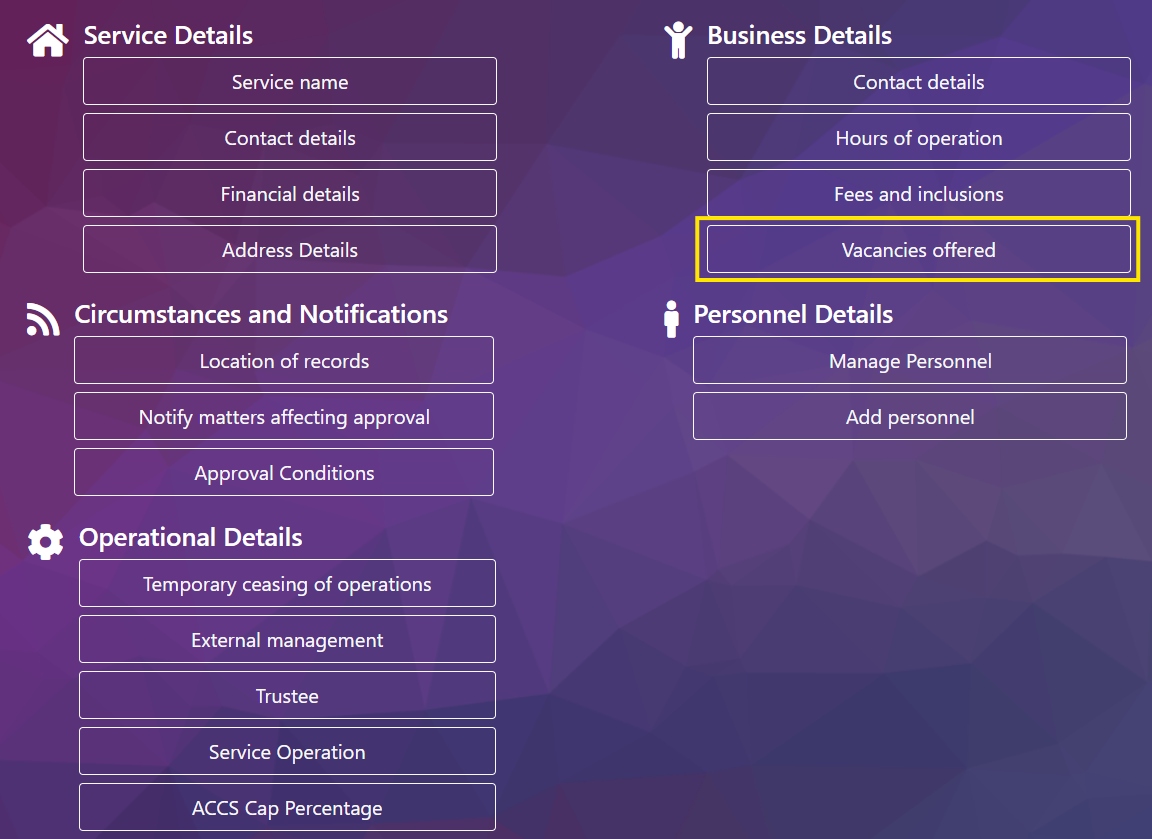 Service Details
Service name
Contact details
Financial details
Address Details
Circumstances and Notifications
Location of records
Notify matters affecting approval
Approval Conditions
Operational Details
Temporary ceasing of operations
External management
Trustee
Service Operation
ACCS Cap Percentage
Business Details
Contact details
Hours of operation
Fees and inclusions
Vacancies offered
Personnel Details
Manage Personnel
Add personnel